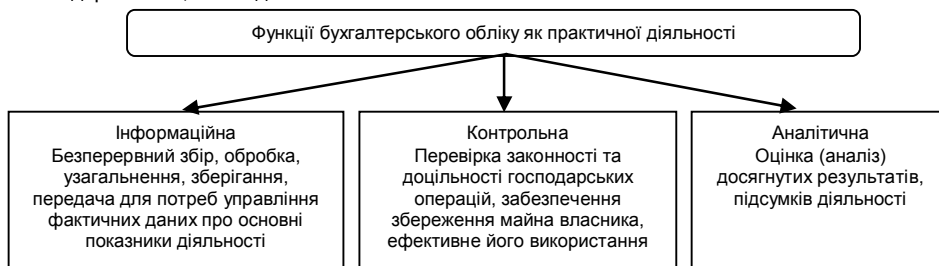 Функції бухгалтерського обліку як практичної діяльності
Інформаційна
Безперервний збір, обробка,
узагальнення, зберігання,
передача для потреб управління
фактичних даних про основні
показники діяльності
Контрольна
Перевірка законності та
доцільності господарських
операцій, забезпечення
збереження майна власника,
ефективне його використання
Аналітична
Оцінка (аналіз)
досягнутих результатів,
підсумків діяльності